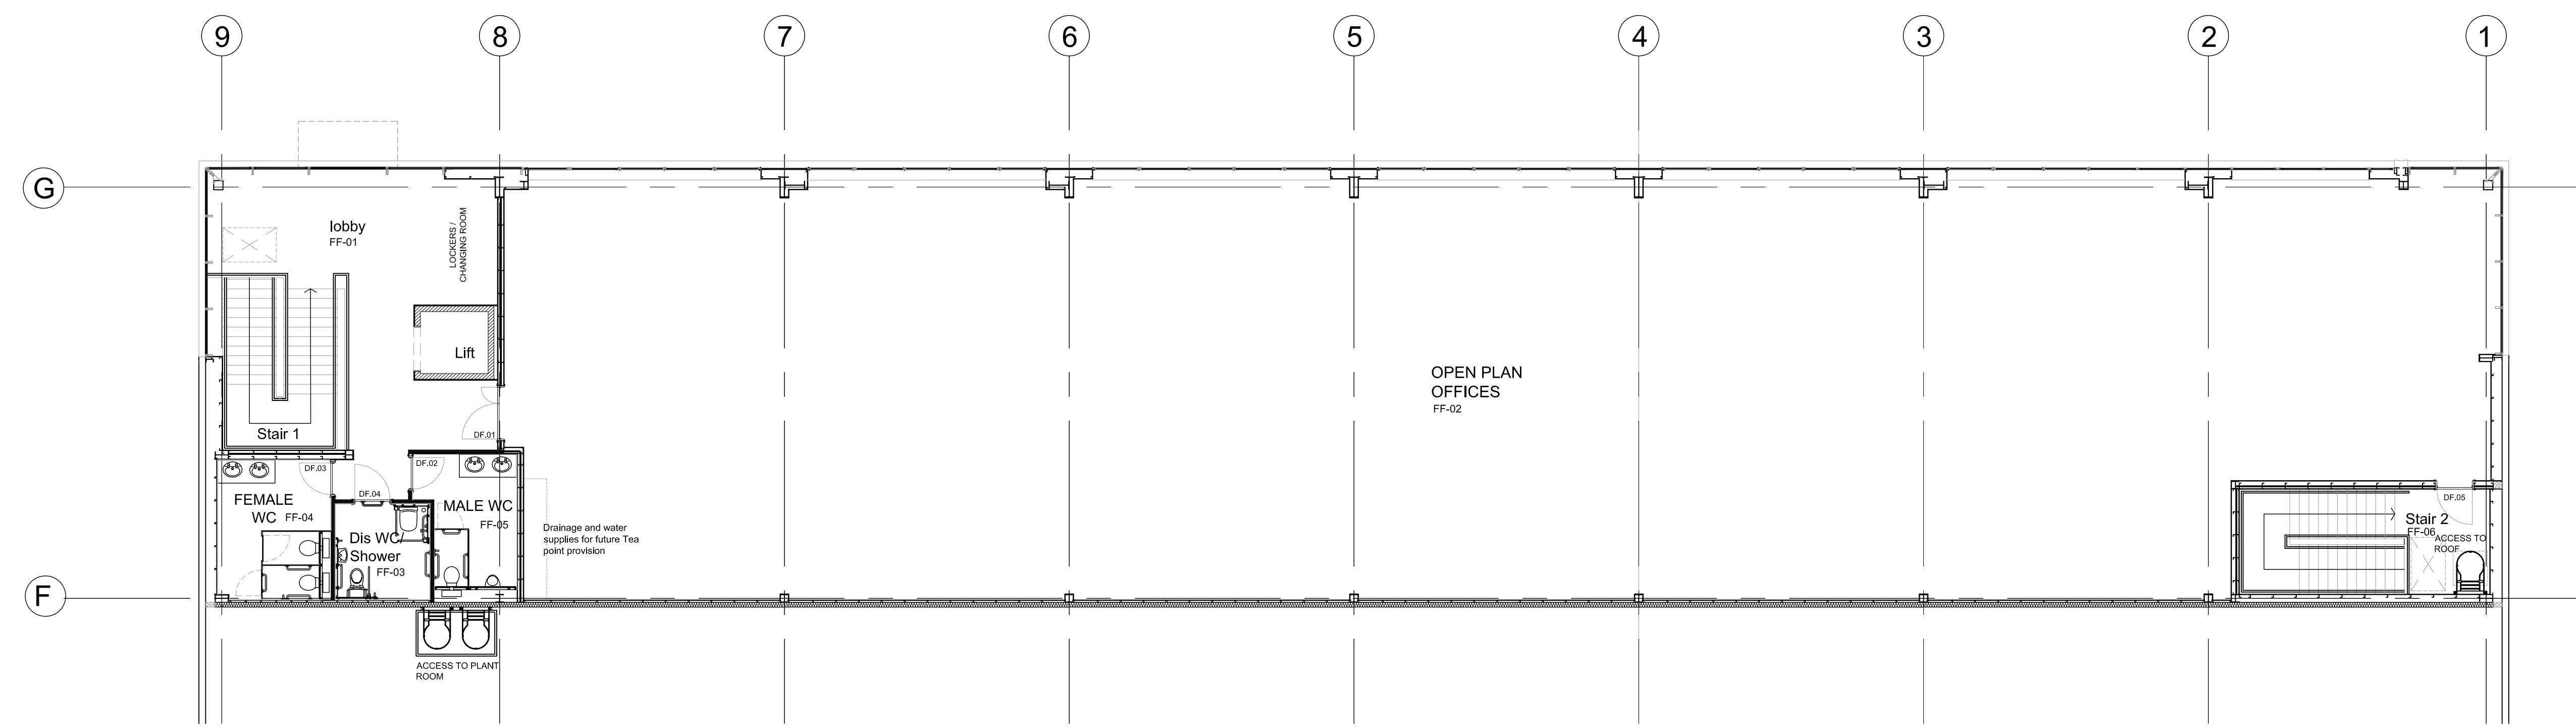 9
8
7
6
5
4
3
2
1
G
lobby
FF-01
LOCKERS /
CHANGING ROOM
Lift
OPEN PLAN
OFFICES
FF-02
Stair 1
DF.01
DF.02
DF.03
DF.04
FEMALE
WC FF-04
MALE WC
FF-05
Dis WC/
Shower
FF-03
Drainage and water
supplies for future Tea
point provision
DF.05
Stair 2
FF-06
ACCESS TO
ROOF
F
ACCESS TO PLANT
ROOM